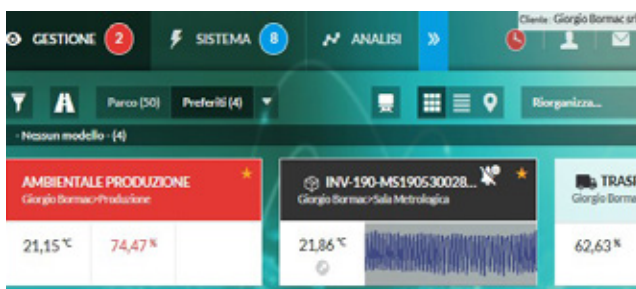 Cliente: Giorgio Bormac srl
GESTIONE 2 SISTEMA 8 ANALISI »
Parco (50) Preferiti (4) Riorganizza...
- Nessun modello - (4)
AMBIENTALE PRODUZIONE
Giorgio Bormac>Produzione
21,15 °C 74,47 %
INV-190-MS190530028...
Giorgio Bormac>Sala Metrologica
21,86 °C
TRASI
Giorgio Borma
62,63 %